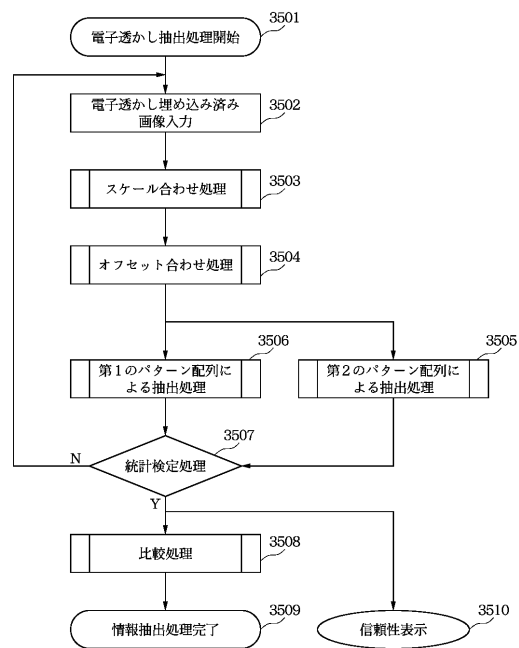 電子透かし抽出処理開始
3501
電子透かし埋め込み済み
画像入力
3502
スケール合わせ処理
3503
オフセット合わせ処理
3504
第1のパターン配列に
よる抽出処理
3506
第2のパターン配列に
よる抽出処理
3505
統計検定処理
3507
N
Y
比較処理
3508
情報抽出処理完了
3509
信頼性表示
3510